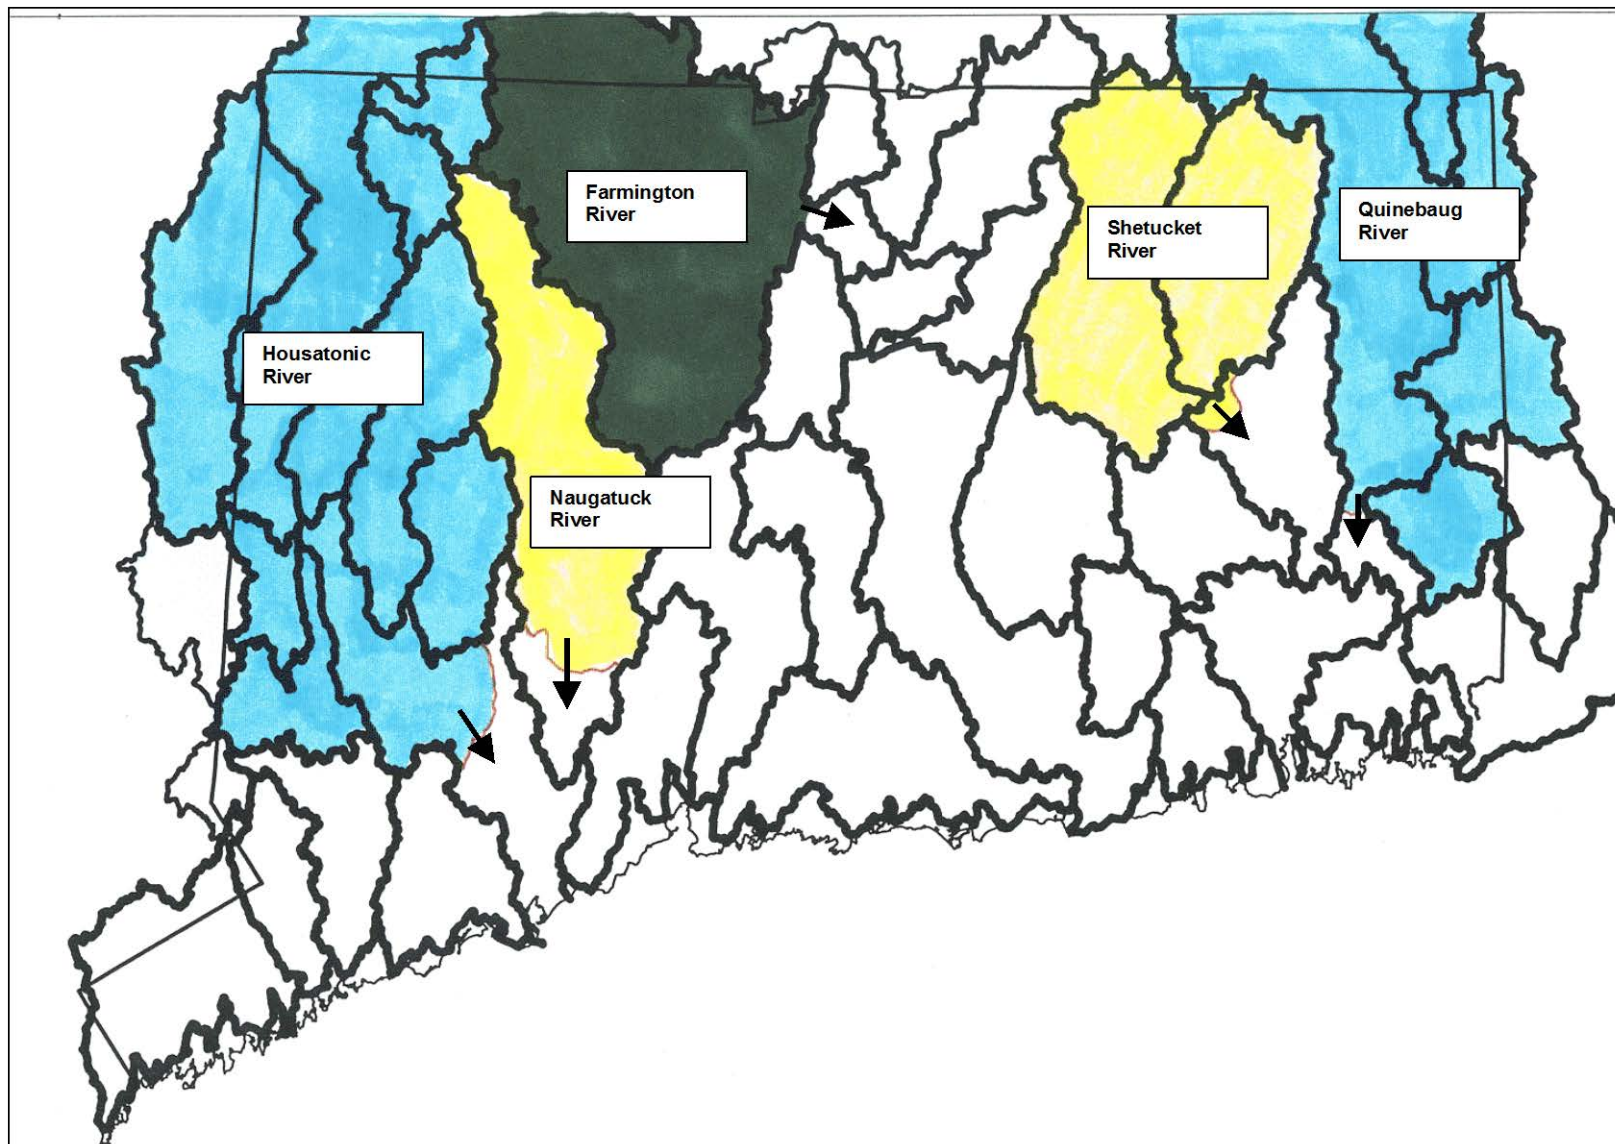 Farmington
River
Quinebaug
River
Shetucket
River
Housatonic
River
Naugatuck
River